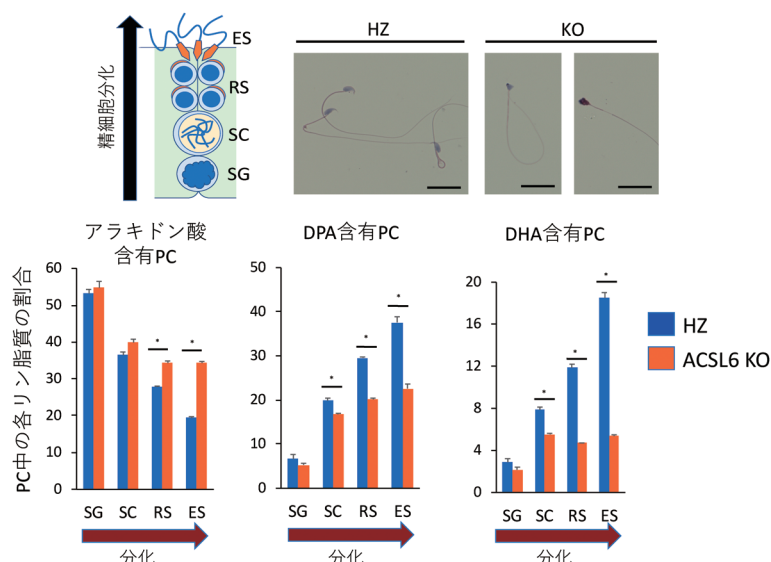 精細胞分化
ES
RS
SC
SG
HZ
KO
アラキドン酸
含有PC
DPA含有PC
DHA含有PC
PC中の各リン脂質の割合
60
50
40
30
20
10
0
*
*
SG SC RS ES
分化
50
40
30
20
10
0
*
*
*
SG SC RS ES
分化
20
16
12
8
4
0
*
*
*
SG SC RS ES
分化
HZ
ACSL6 KO